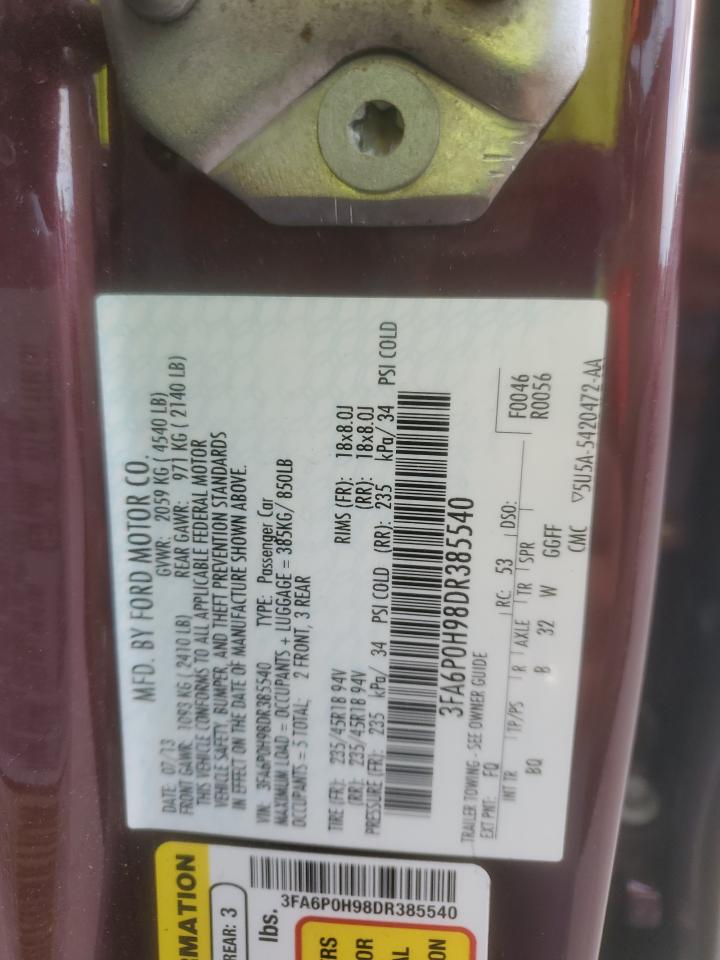 MFD. BY FORD MOTOR CO.
DATE: 07/13 GVWR: 2059 KG ( 4540 LB)
FRONT GAWR: 1093 KG ( 2410 LB) REAR GAWR: 971 KG ( 2140 LB)
THIS VEHICLE CONFORMS TO ALL APPLICABLE FEDERAL MOTOR
VEHICLE SAFETY, BUMPER, AND THEFT PREVENTION STANDARDS
IN EFFECT ON THE DATE OF MANUFACTURE SHOWN ABOVE.
VIN: 3FA6P0H98DR385540 TYPE: Passenger Car
MAXIMUM LOAD = OCCUPANTS + LUGGAGE = 385KG/ 850LB
OCCUPANTS = 5 TOTAL: 2 FRONT, 3 REAR
TIRE (FR): 235/45R18 94V RIMS (FR): 18x8.0J
(RR): 235/45R18 94V (RR): 18x8.0J
PRESSURE (FR): 235 kPa/ 34 PSI COLD (RR): 235 kPa/ 34 PSI COLD
3FA6P0H98DR385540
TRAILER TOWING - SEE OWNER GUIDE
EXT PNT: FQ RC: 53 DSO: F0046
R0056
INT TR TP/PS R AXLE TR SPR
BQ B 32 W GGFF
CMC ▽5U5A-5420472-AA
RMATION
REAR: 3
lbs.
3FA6P0H98DR385540
RS
OR
AL
ON